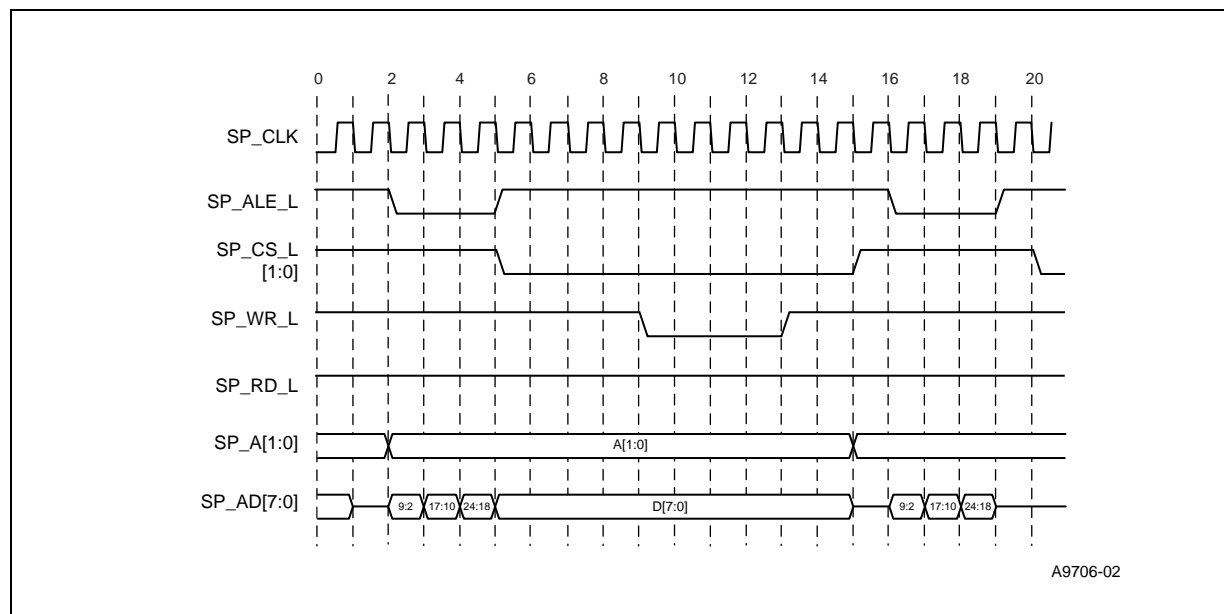 0 2 4 6 8 10 12 14 16 18 20
SP_CLK
SP_ALE_L
SP_CS_L
[1:0]
SP_WR_L
SP_RD_L
SP_A[1:0] A[1:0]
SP_AD[7:0] 9:2 17:10 24:18 D[7:0] 9:2 17:10 24:18
A9706-02